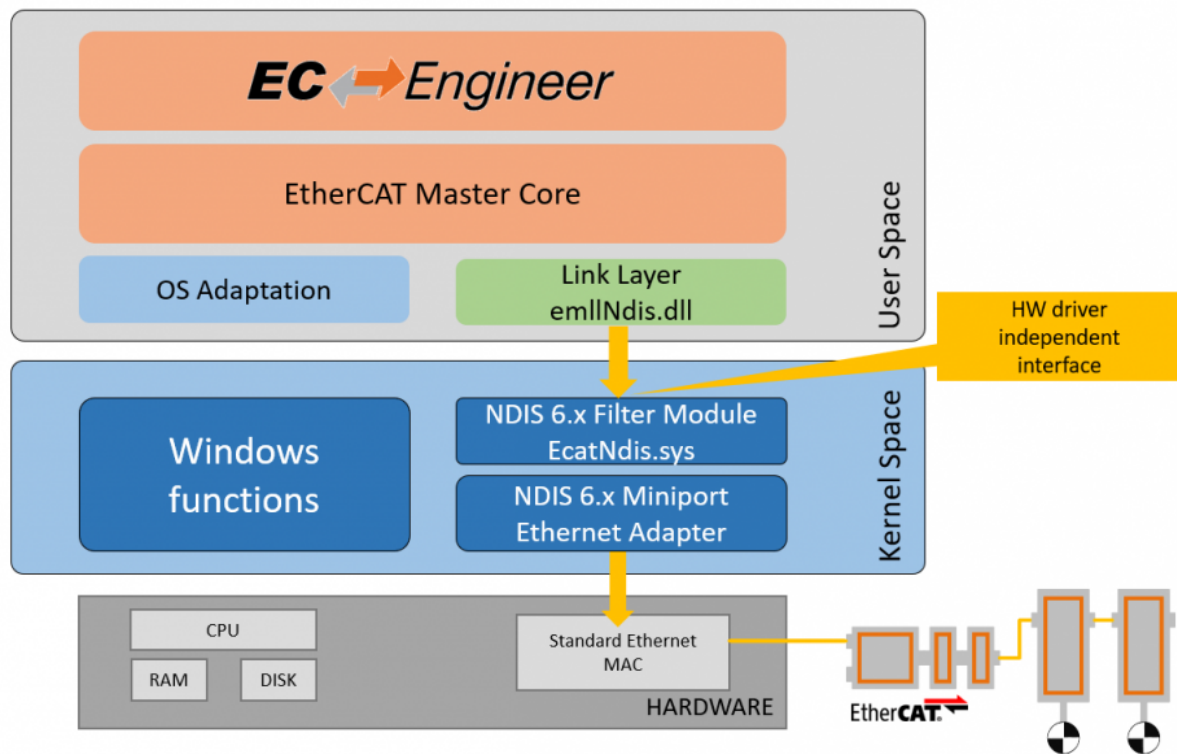 EC Engineer
EtherCAT Master Core
OS Adaptation
Link Layer
emllNdis.dll
User Space
HW driver
independent
interface
Windows
functions
NDIS 6.x Filter Module
EcatNdis.sys
NDIS 6.x Miniport
Ethernet Adapter
Kernel Space
CPU
RAM
DISK
Standard Ethernet
MAC
HARDWARE
EtherCAT®